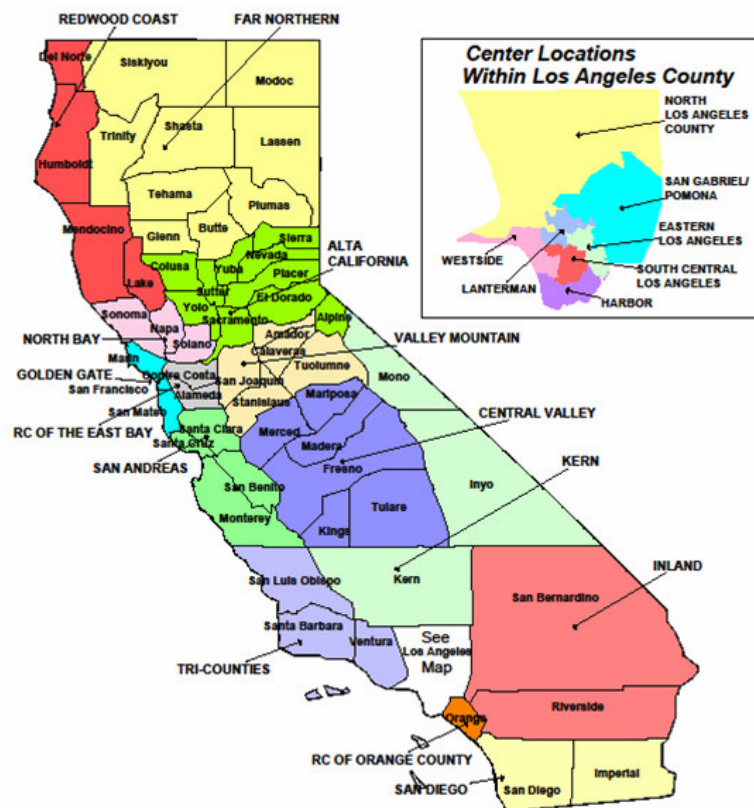 REDWOOD COAST
FAR NORTHERN
Center Locations
Within Los Angeles County
NORTH
LOS ANGELES
COUNTY
SAN GABRIEL/
POMONA
EASTERN
LOS ANGELES
WESTSIDE
LANTERMAN
SOUTH CENTRAL
LOS ANGELES
HARBOR
Del Norte
Siskiyou
Modoc
Humboldt
Trinity
Shasta
Lassen
Tehama
Plumas
Mendocino
Glenn
Butte
Sierra
Nevada
Colusa
Yuba
Placer
ALTA
CALIFORNIA
Lake
Sutter
Yolo
El Dorado
Sacramento
Alpine
Sonoma
Napa
Solano
NORTH BAY
Amador
Calaveras
VALLEY MOUNTAIN
Marin
Contra Costa
San Joaquin
Tuolumne
Mono
GOLDEN GATE
San Francisco
Alameda
Stanislaus
Mariposa
San Mateo
RC OF THE EAST BAY
Santa Clara
Merced
Madera
CENTRAL VALLEY
Santa Cruz
SAN ANDREAS
Fresno
San Benito
Inyo
KERN
Monterey
Kings
Tulare
San Luis Obispo
Kern
San Bernardino
INLAND
Santa Barbara
Ventura
See
Los Angeles
Map
TRI-COUNTIES
Orange
Riverside
RC OF ORANGE COUNTY
SAN DIEGO
San Diego
Imperial